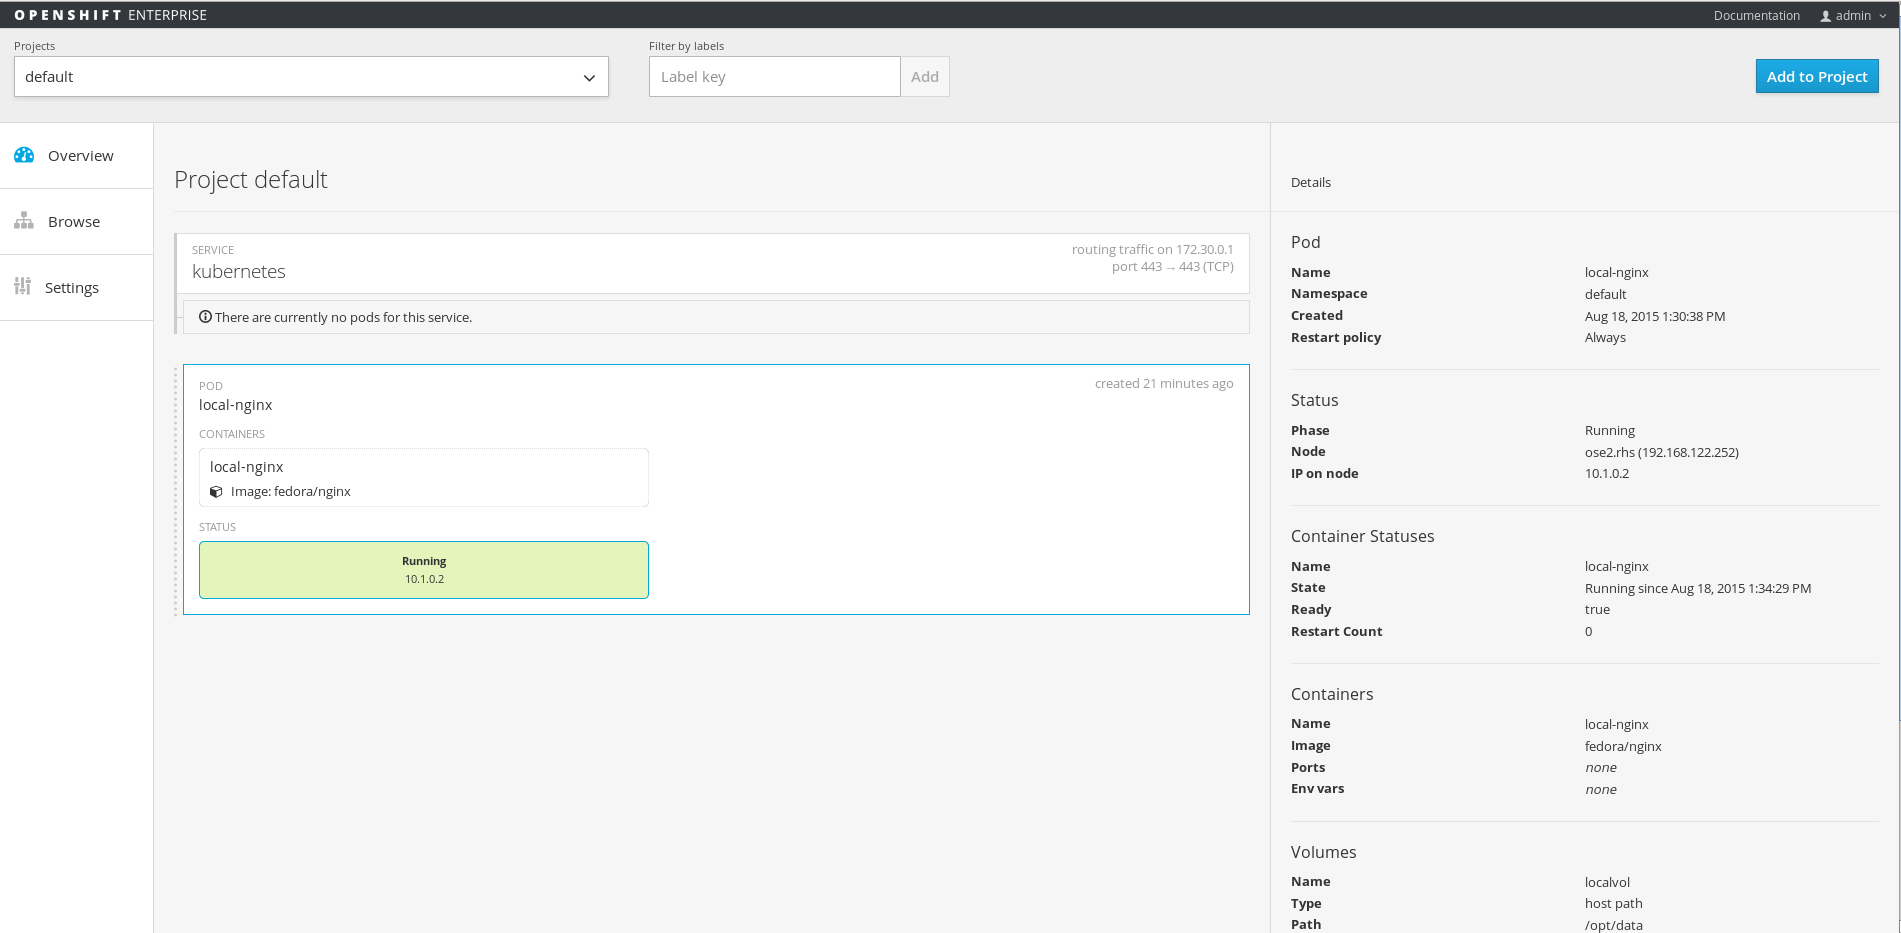 OPENSHIFT ENTERPRISE
Documentation
admin
Projects
default
Filter by labels
Label key
Add
Add to Project
Overview
Browse
Settings
Project default
SERVICE
kubernetes
routing traffic on 172.30.0.1
port 443 → 443 (TCP)
There are currently no pods for this service.
POD
local-nginx
created 21 minutes ago
CONTAINERS
local-nginx
Image: fedora/nginx
STATUS
Running
10.1.0.2
Details
Pod
Name local-nginx
Namespace default
Created Aug 18, 2015 1:30:38 PM
Restart policy Always
Status
Phase Running
Node ose2.rhs (192.168.122.252)
IP on node 10.1.0.2
Container Statuses
Name local-nginx
State Running since Aug 18, 2015 1:34:29 PM
Ready true
Restart Count 0
Containers
Name local-nginx
Image fedora/nginx
Ports none
Env vars none
Volumes
Name localvol
Type host path
Path /opt/data